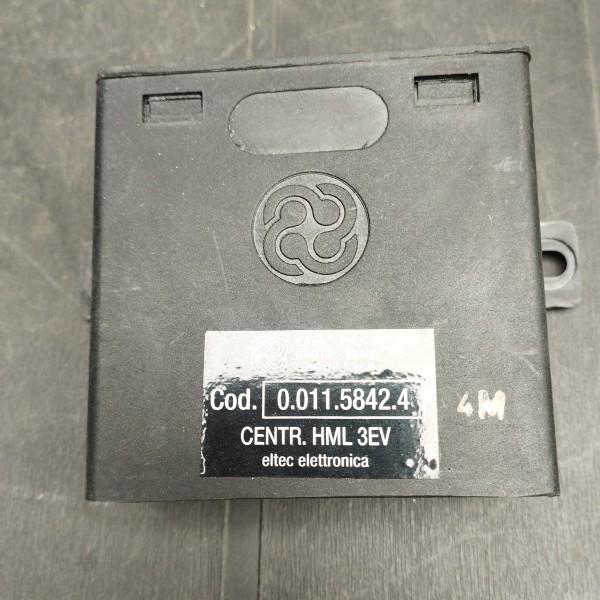 Cod. 0.011.5842.4
CENTR. HML 3EV
eltec elettronica
4M